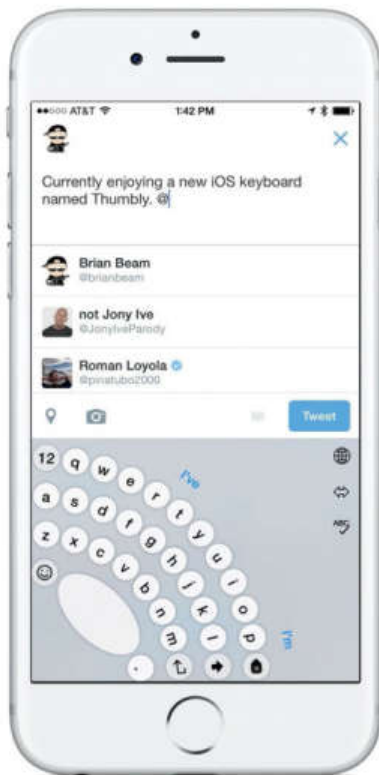 AT&T 1:42 PM
Currently enjoying a new iOS keyboard
named Thumbly. @
Brian Beam
@brianbeam
not Jony Ive
@JonyIveParody
Roman Loyola
@pinatubo2000
Tweet
I've
I'm
12 q w e r t y u i o p
a s d f g h j k l
z x c v b n m
.
ABC